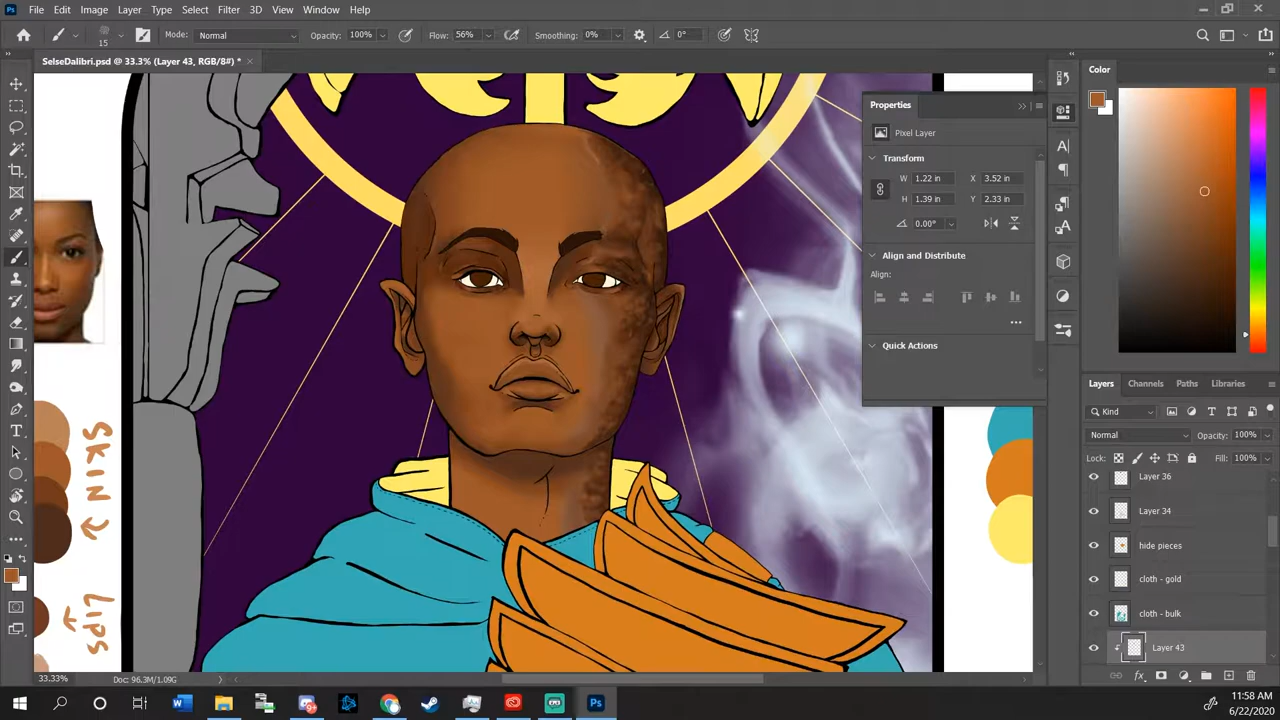 Ps File Edit Image Layer Type Select Filter 3D View Window Help
15 Mode: Normal Opacity: 100% Flow: 56% Smoothing: 0% 0°
SelseDalibri.psd @ 33.3% (Layer 43, RGB/8#) * ×
Properties
Pixel Layer
Transform
W 1.22 in X 3.52 in
H 1.39 in Y 2.33 in
0.00°
Align and Distribute
Align:
Quick Actions
Color
Layers Channels Paths Libraries
Kind
Normal Opacity: 100%
Lock: Fill: 100%
Layer 36
Layer 34
hide pieces
cloth - gold
cloth - bulk
Layer 43
SKIN
LIPS
33.33% Doc: 96.3M/1.09G
11:58 AM
6/22/2020